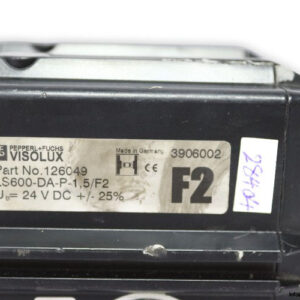 PEPPERL+FUCHS
VISOLUX
Part No. 126049
LS600-DA-P-1,5/F2
= 24 V DC +/- 25%
Made in Germany
CE
3906002
F2
28404